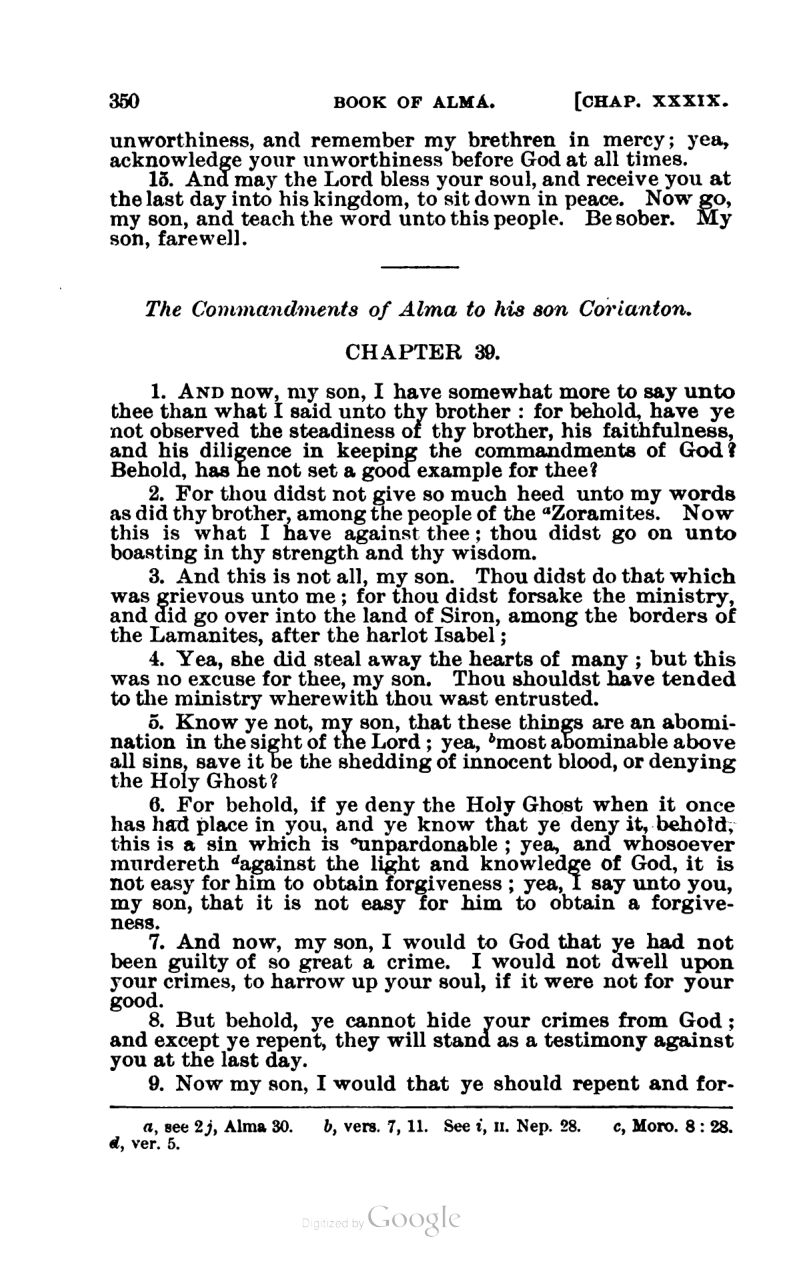 350 BOOK OF ALMA. [CHAP. XXXIX.
unworthiness, and remember my brethren in mercy; yea,
acknowledge your unworthiness before God at all times.
15. And may the Lord bless your soul, and receive you at
the last day into his kingdom, to sit down in peace. Now go,
my son, and teach the word unto this people. Be sober. My
son, farewell.
The Commandments of Alma to his son Corianton.
CHAPTER 39.
1. AND now, my son, I have somewhat more to say unto
thee than what I said unto thy brother : for behold, have ye
not observed the steadiness of thy brother, his faithfulness,
and his diligence in keeping the commandments of God?
Behold, has he not set a good example for thee?
2. For thou didst not give so much heed unto my words
as did thy brother, among the people of the ᵃZoramites. Now
this is what I have against thee ; thou didst go on unto
boasting in thy strength and thy wisdom.
3. And this is not all, my son. Thou didst do that which
was grievous unto me ; for thou didst forsake the ministry,
and did go over into the land of Siron, among the borders of
the Lamanites, after the harlot Isabel ;
4. Yea, she did steal away the hearts of many ; but this
was no excuse for thee, my son. Thou shouldst have tended
to the ministry wherewith thou wast entrusted.
5. Know ye not, my son, that these things are an abomi-
nation in the sight of the Lord ; yea, ᵇmost abominable above
all sins, save it be the shedding of innocent blood, or denying
the Holy Ghost?
6. For behold, if ye deny the Holy Ghost when it once
has had place in you, and ye know that ye deny it, behold,
this is a sin which is ᶜunpardonable ; yea, and whosoever
murdereth ᵈagainst the light and knowledge of God, it is
not easy for him to obtain forgiveness ; yea, I say unto you,
my son, that it is not easy for him to obtain a forgive-
ness.
7. And now, my son, I would to God that ye had not
been guilty of so great a crime. I would not dwell upon
your crimes, to harrow up your soul, if it were not for your
good.
8. But behold, ye cannot hide your crimes from God ;
and except ye repent, they will stand as a testimony against
you at the last day.
9. Now my son, I would that ye should repent and for-
a, see 2j, Alma 30. b, vers. 7, 11. See i, II. Nep. 28. c, Moro. 8 : 28.
d, ver. 5.
Digitized by Google